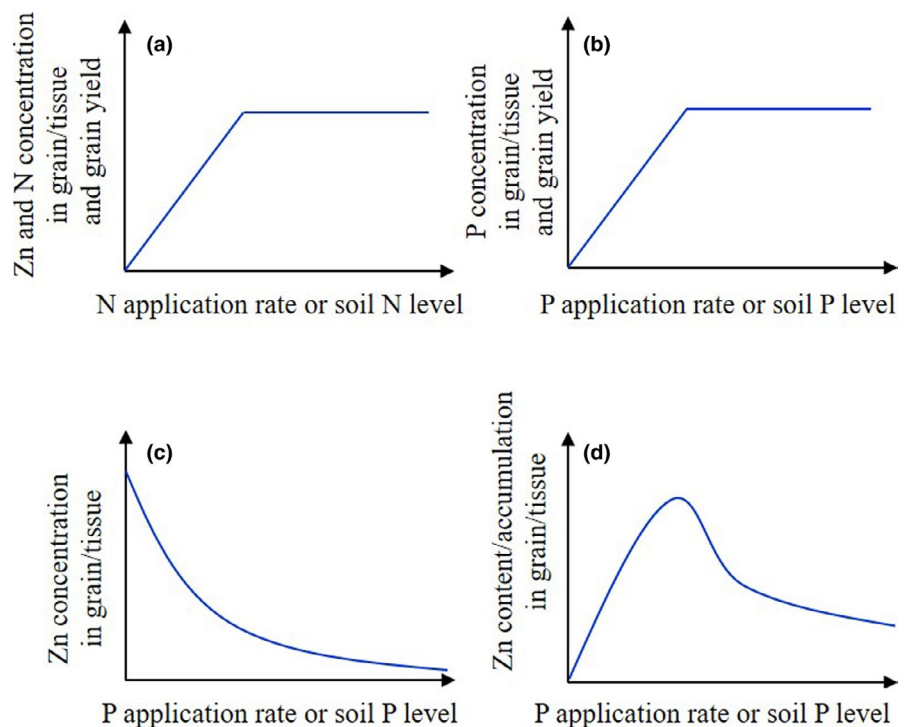 (a)
Zn and N concentration
in grain/tissue
and grain yield
N application rate or soil N level
(b)
P concentration
in grain/tissue
and grain yield
P application rate or soil P level
(c)
Zn concentration
in grain/tissue
P application rate or soil P level
(d)
Zn content/accumulation
in grain/tissue
P application rate or soil P level